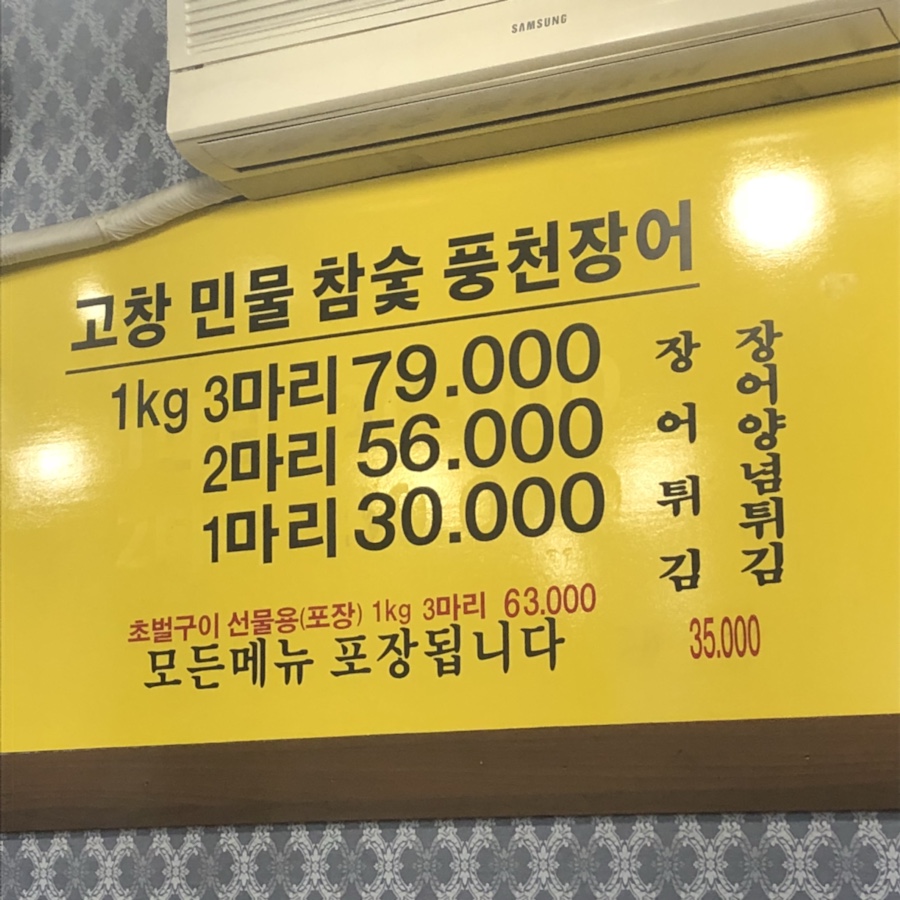 SAMSUNG
고창 민물 참숯 풍천장어
1kg 3마리 79.000
2마리 56.000
1마리 30.000
초벌구이 선물용(포장) 1kg 3마리 63.000
모든메뉴 포장됩니다
장어튀김
장어양념튀김
35.000